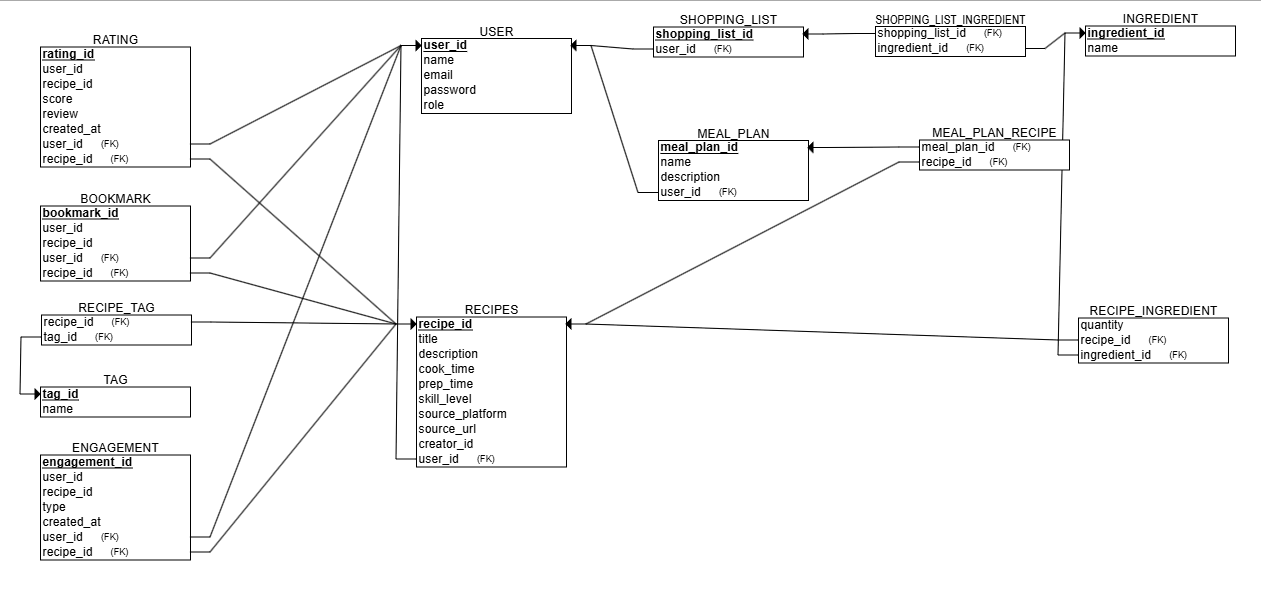 RATING
rating_id
user_id
recipe_id
score
review
created_at
user_id (FK)
recipe_id (FK)
BOOKMARK
bookmark_id
user_id
recipe_id
user_id (FK)
recipe_id (FK)
RECIPE_TAG
recipe_id (FK)
tag_id (FK)
TAG
tag_id
name
ENGAGEMENT
engagement_id
user_id
recipe_id
type
created_at
user_id (FK)
recipe_id (FK)
USER
user_id
name
email
password
role
RECIPES
recipe_id
title
description
cook_time
prep_time
skill_level
source_platform
source_url
creator_id
user_id (FK)
SHOPPING_LIST
shopping_list_id
user_id (FK)
MEAL_PLAN
meal_plan_id
name
description
user_id (FK)
SHOPPING_LIST_INGREDIENT
shopping_list_id (FK)
ingredient_id (FK)
MEAL_PLAN_RECIPE
meal_plan_id (FK)
recipe_id (FK)
INGREDIENT
ingredient_id
name
RECIPE_INGREDIENT
quantity
recipe_id (FK)
ingredient_id (FK)